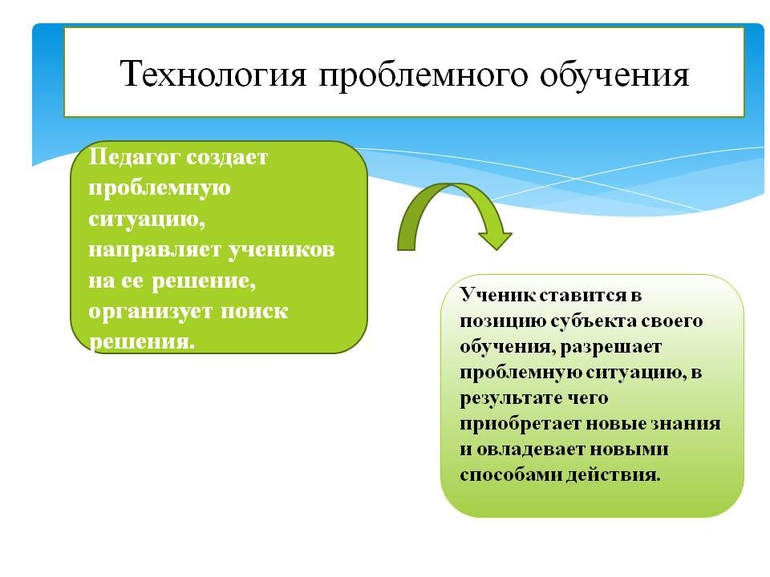 Технология проблемного обучения
Педагог создает
проблемную
ситуацию,
направляет учеников
на ее решение,
организует поиск
решения.
Ученик ставится в
позицию субъекта своего
обучения, разрешает
проблемную ситуацию, в
результате чего
приобретает новые знания
и овладевает новыми
способами действия.